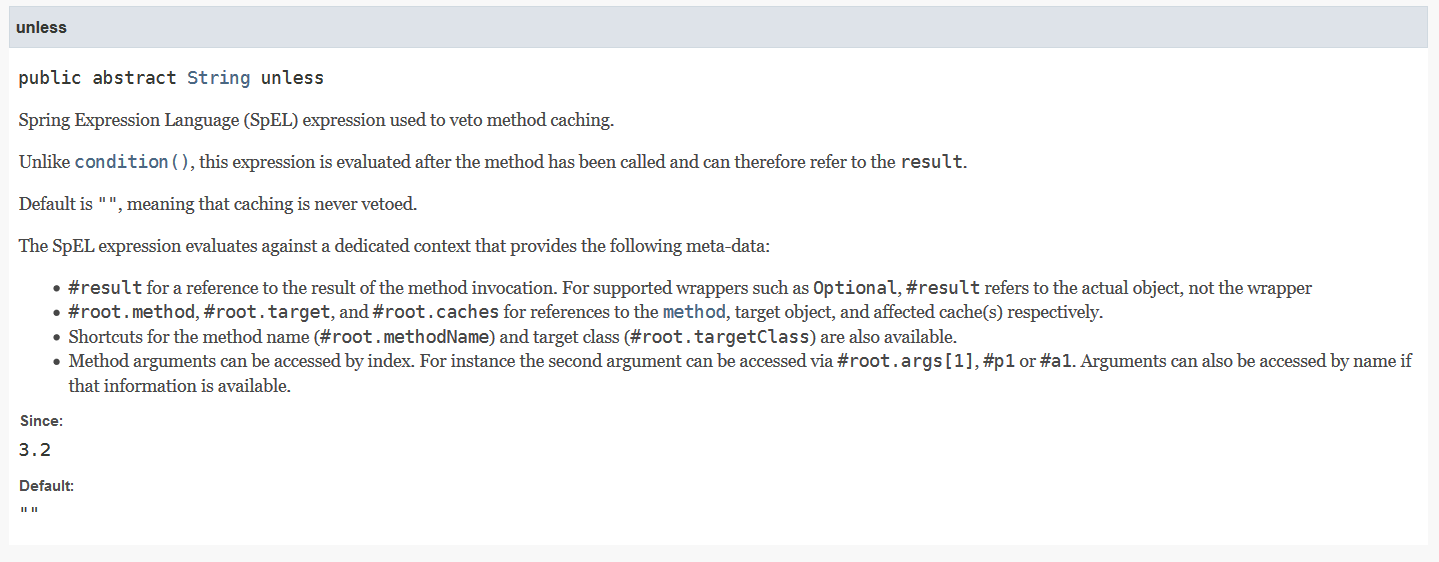 unless
public abstract String unless
Spring Expression Language (SpEL) expression used to veto method caching.
Unlike condition(), this expression is evaluated after the method has been called and can therefore refer to the result.
Default is "", meaning that caching is never vetoed.
The SpEL expression evaluates against a dedicated context that provides the following meta-data:
• #result for a reference to the result of the method invocation. For supported wrappers such as Optional, #result refers to the actual object, not the wrapper
• #root.method, #root.target, and #root.caches for references to the method, target object, and affected cache(s) respectively.
• Shortcuts for the method name (#root.methodName) and target class (#root.targetClass) are also available.
• Method arguments can be accessed by index. For instance the second argument can be accessed via #root.args[1], #p1 or #a1. Arguments can also be accessed by name if
that information is available.
Since:
3.2
Default:
""